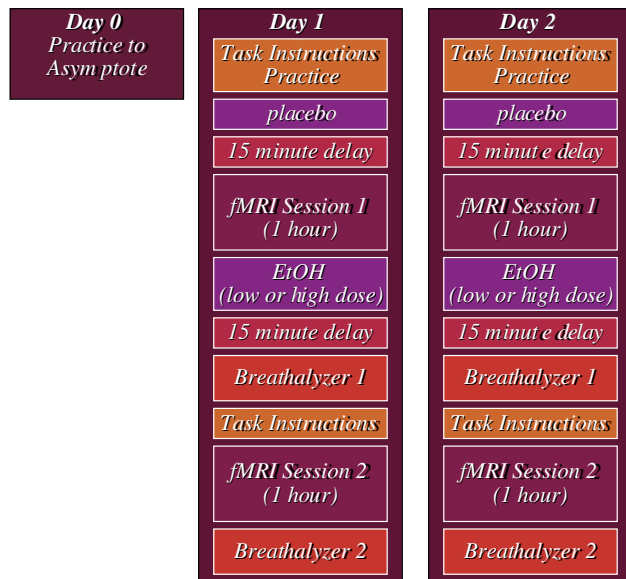 Day 0
Practice to
Asymptote
Day 1
Task Instructions
Practice
placebo
15 minute delay
fMRI Session 1
(1 hour)
EtOH
(low or high dose)
15 minute delay
Breathalyzer 1
Task Instructions
fMRI Session 2
(1 hour)
Breathalyzer 2
Day 2
Task Instructions
Practice
placebo
15 minute delay
fMRI Session 1
(1 hour)
EtOH
(low or high dose)
15 minute delay
Breathalyzer 1
Task Instructions
fMRI Session 2
(1 hour)
Breathalyzer 2